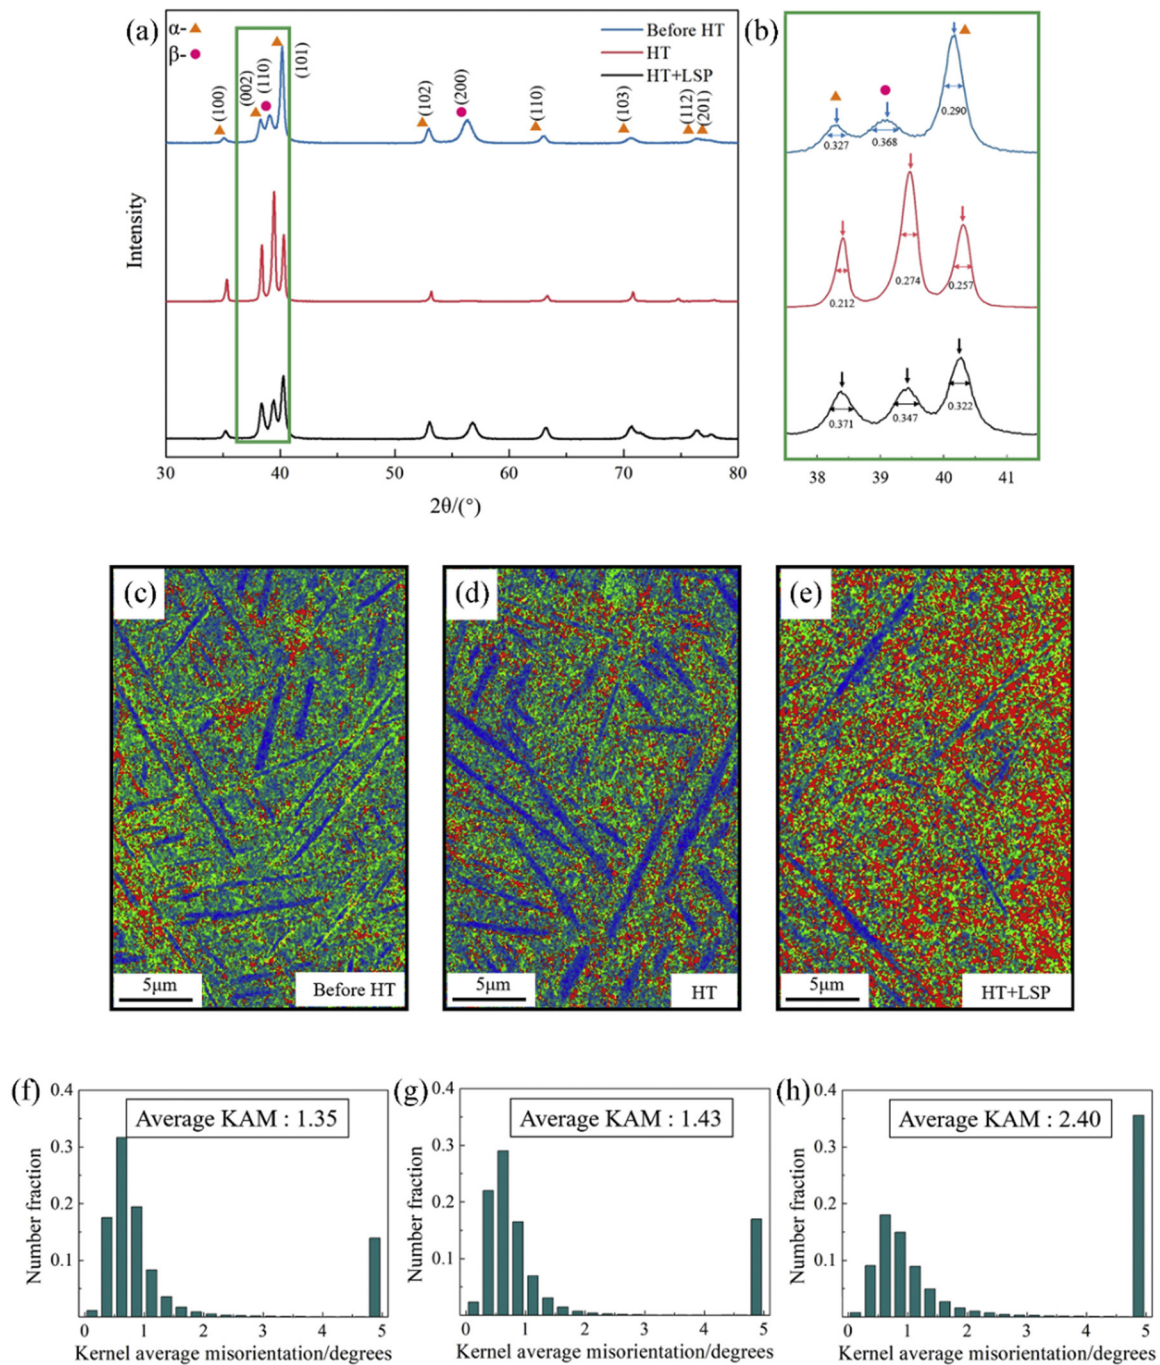 (a)
α-
β-
Before HT
HT
HT+LSP
(100)
(002)
(110)
(101)
(102)
(200)
(110)
(103)
(112)
(201)
Intensity
30 40 50 60 70 80
2θ/(°)
(b)
0.327
0.368
0.290
0.212
0.274
0.257
0.371
0.347
0.322
38 39 40 41
(c)
5μm
Before HT
(d)
5μm
HT
(e)
5μm
HT+LSP
(f)
Average KAM : 1.35
Number fraction
0.4
0.3
0.2
0.1
0 1 2 3 4 5
Kernel average misorientation/degrees
(g)
Average KAM : 1.43
Number fraction
0.4
0.3
0.2
0.1
0 1 2 3 4 5
Kernel average misorientation/degrees
(h)
Average KAM : 2.40
Number fraction
0.4
0.3
0.2
0.1
0 1 2 3 4 5
Kernel average misorientation/degrees